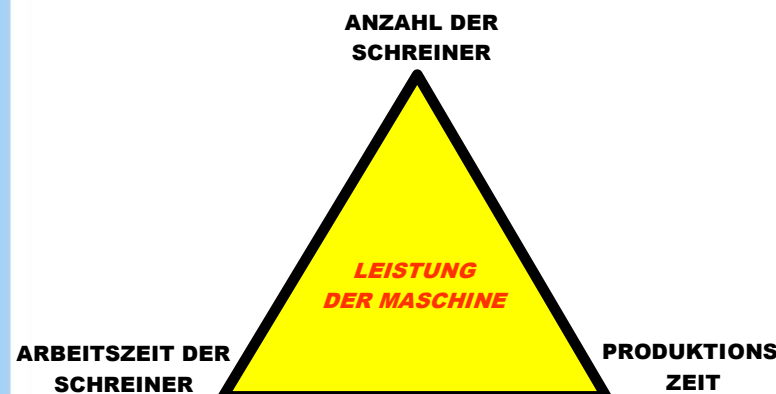 ANZAHL DER
SCHREINER
LEISTUNG
DER MASCHINE
ARBEITSZEIT DER
SCHREINER
PRODUKTIONS
ZEIT